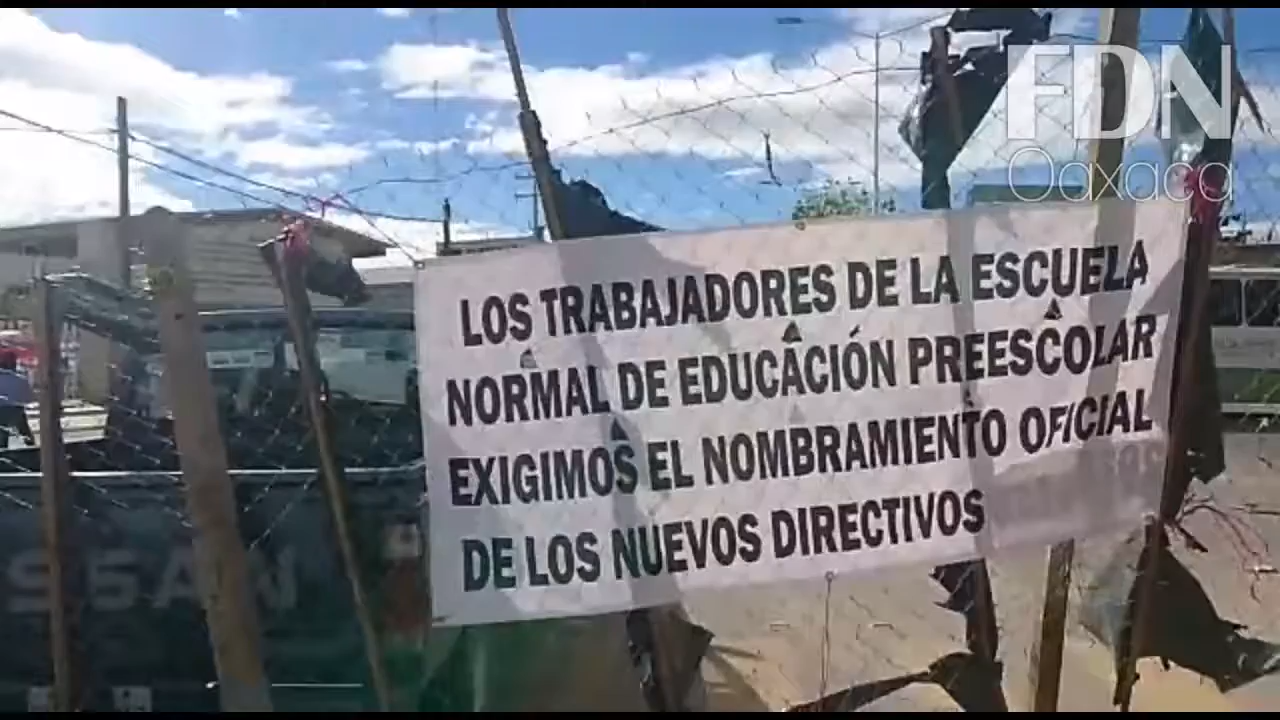 FDN
Oaxaca
LOS TRABAJADORES DE LA ESCUELA
NORMAL DE EDUCACIÓN PREESCOLAR
EXIGIMOS EL NOMBRAMIENTO OFICIAL
DE LOS NUEVOS DIRECTIVOS
SSAN